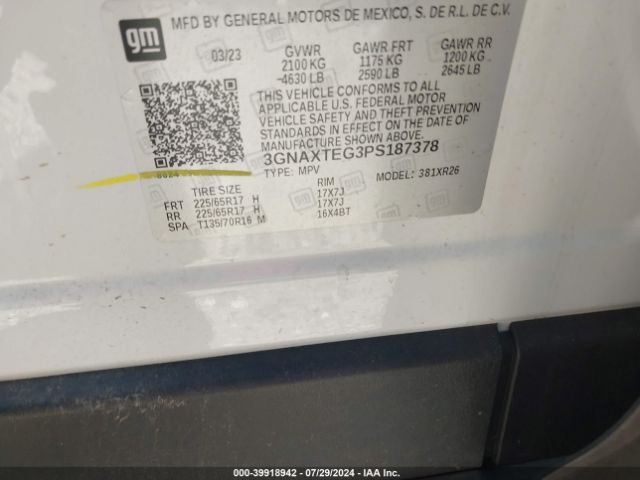 MFD BY GENERAL MOTORS DE MEXICO, S. DE R.L. DE C.V.
gm
03/23 GVWR GAWR FRT GAWR RR
2100 KG 1175 KG 1200 KG
-4630 LB 2590 LB 2645 LB
THIS VEHICLE CONFORMS TO ALL
APPLICABLE U.S. FEDERAL MOTOR
VEHICLE SAFETY AND THEFT PREVENTION
STANDARDS IN EFFECT ON THE DATE OF
MANUFACTURE SHOWN ABOVE.
3GNAXTEG3PS187378
TYPE: MPV MODEL: 381XR26
TIRE SIZE RIM
FRT 225/65R17 H 17X7J
RR 225/65R17 H 17X7J
SPA T135/70R16 M 16X4BT
000-39918942 - 07/29/2024 - IAA Inc.